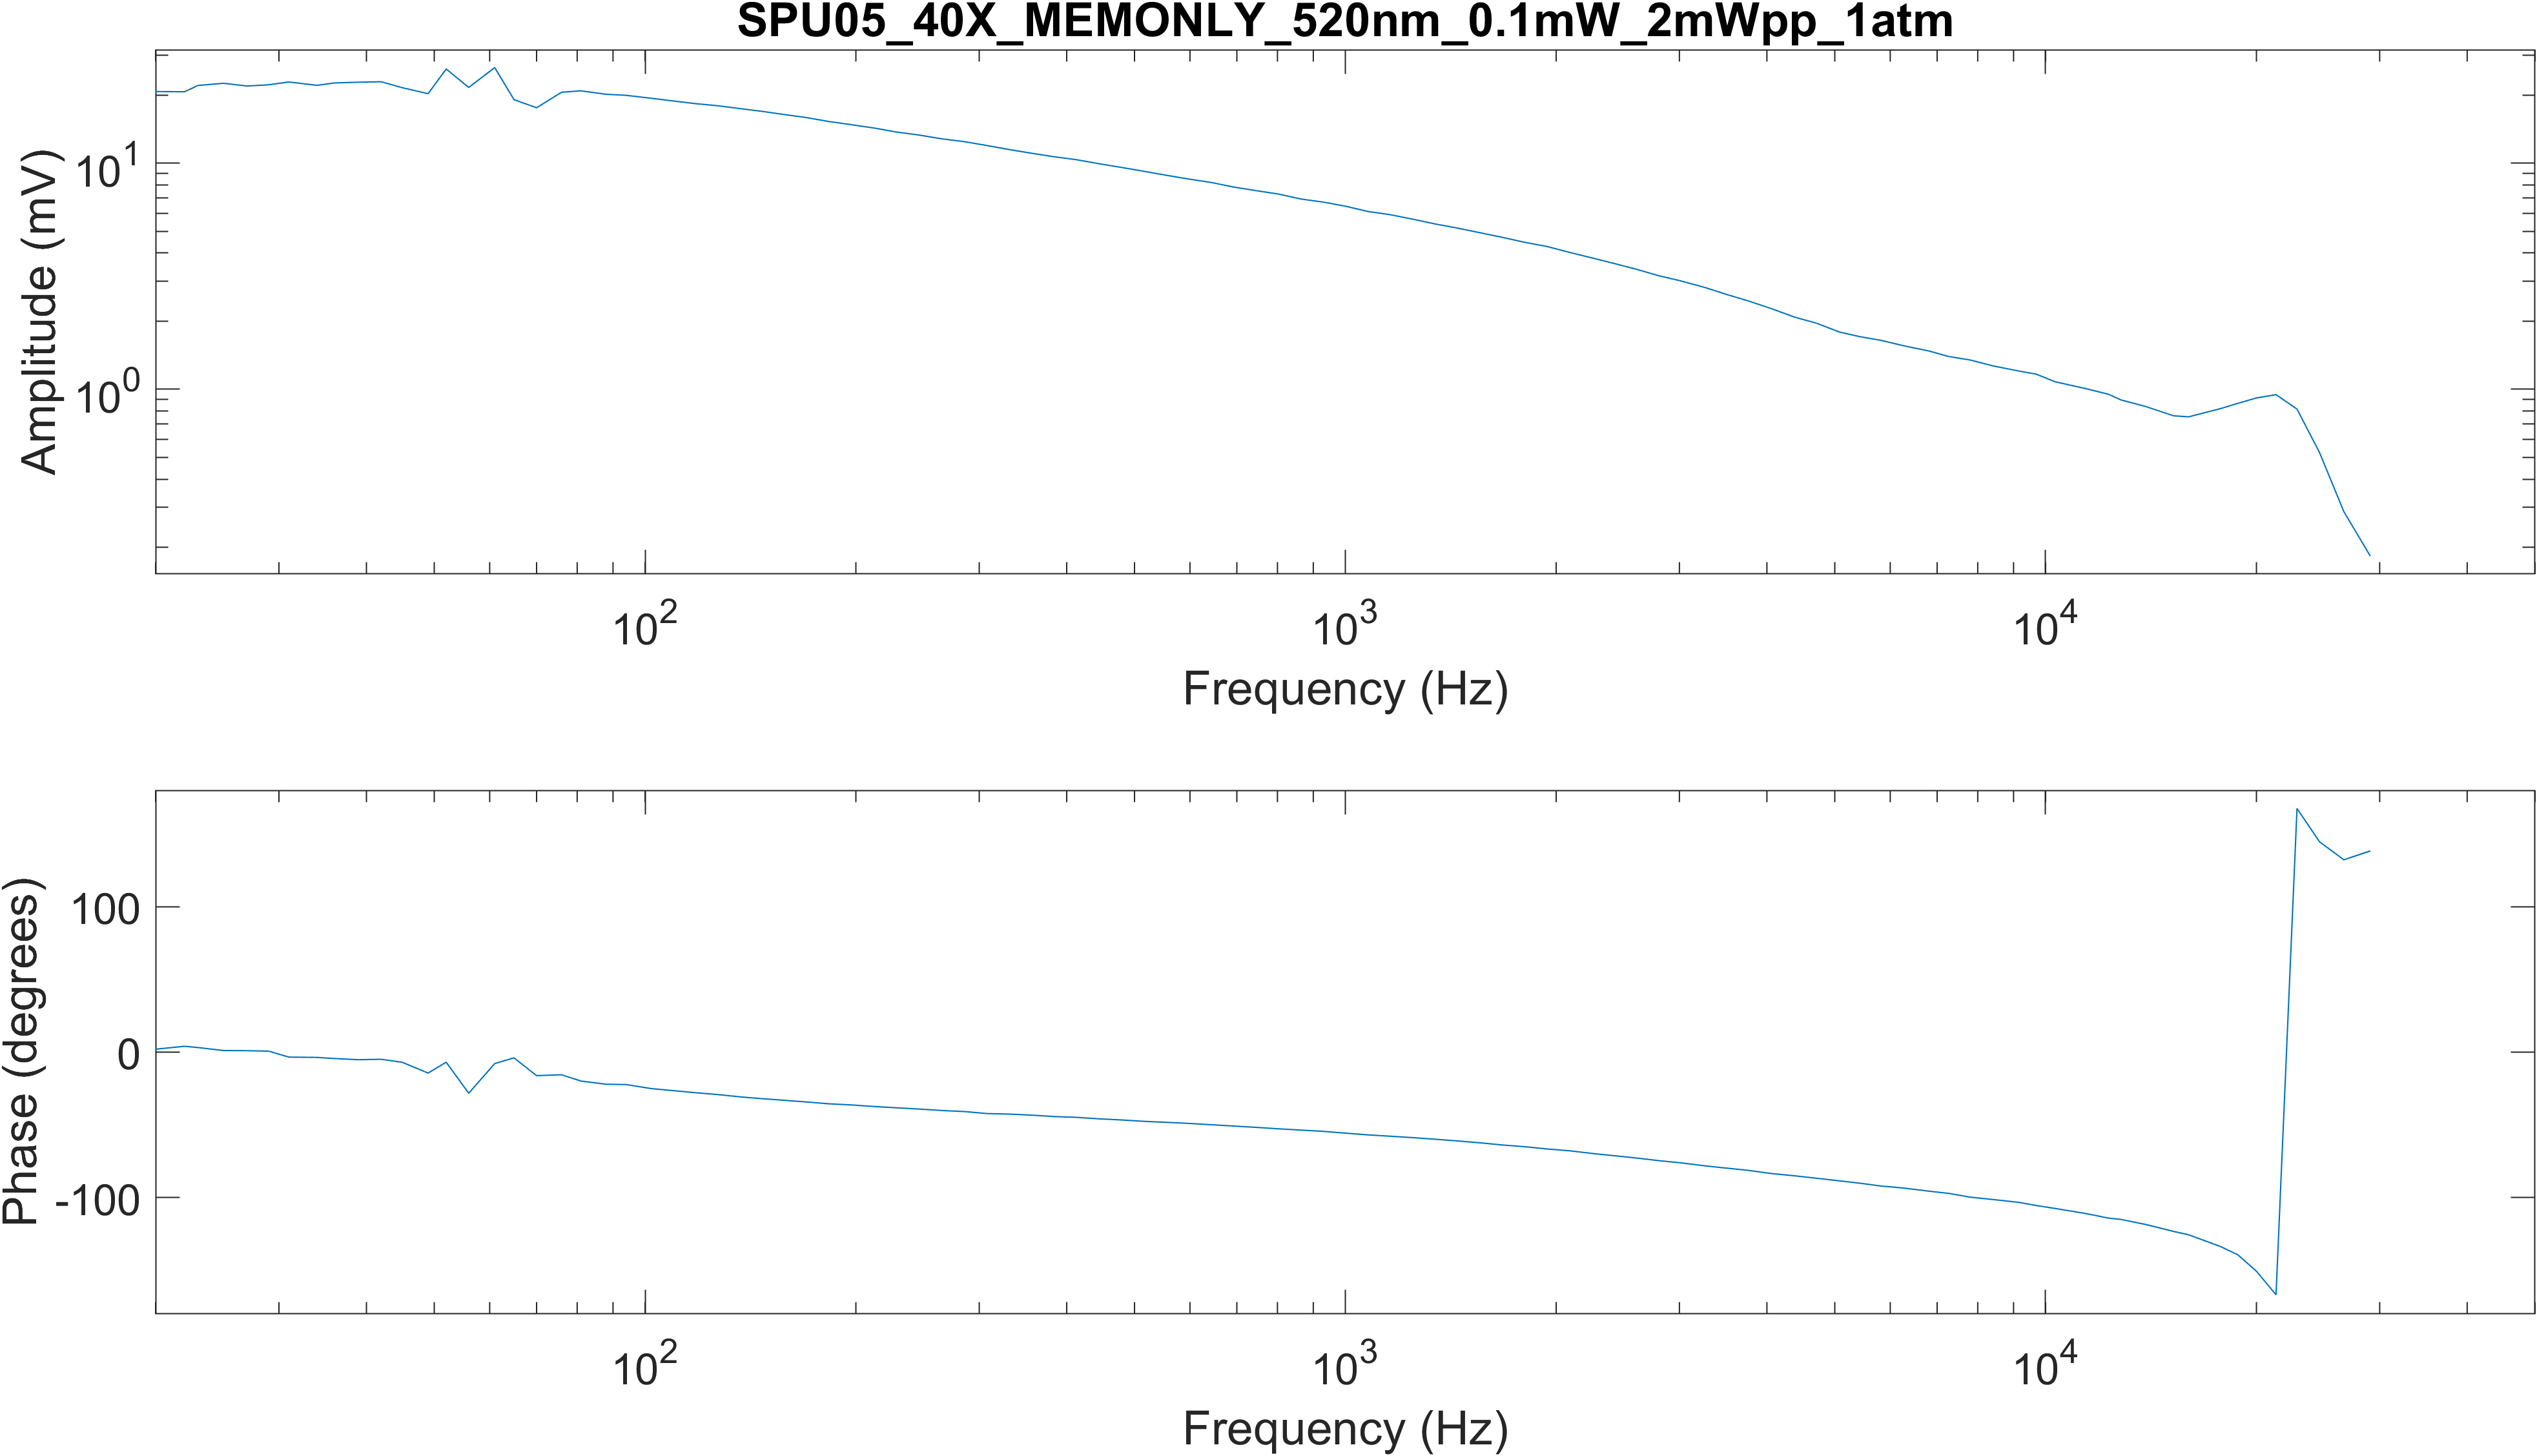 SPU05_40X_MEMONLY_520nm_0.1mW_2mWpp_1atm
Amplitude (mV)
10^1
10^0
10^2 10^3 10^4
Frequency (Hz)
Phase (degrees)
100
0
-100
10^2 10^3 10^4
Frequency (Hz)